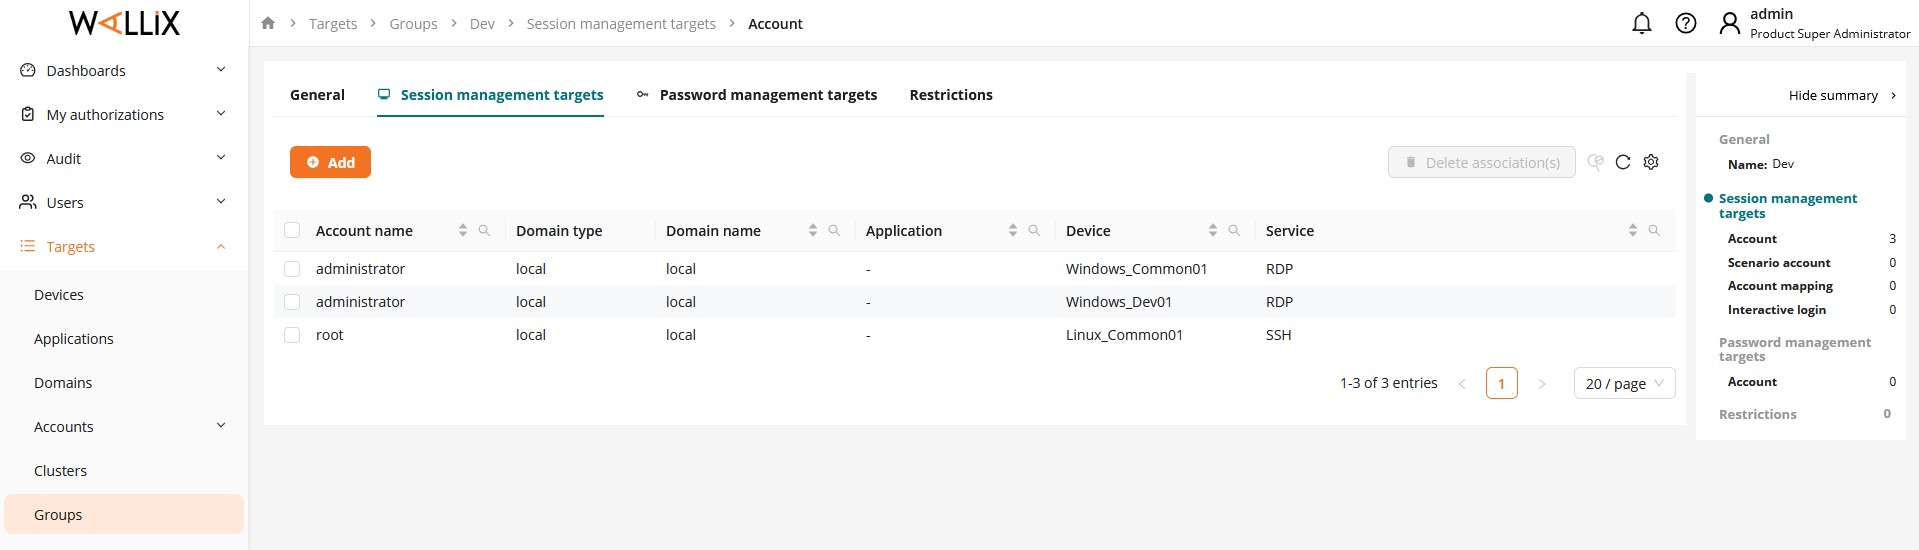 WALLIX
Targets > Groups > Dev > Session management targets > Account
admin
Product Super Administrator
Dashboards
My authorizations
Audit
Users
Targets
Devices
Applications
Domains
Accounts
Clusters
Groups
General Session management targets Password management targets Restrictions
Add Delete association(s)
Account name Domain type Domain name Application Device Service
administrator local local - Windows_Common01 RDP
administrator local local - Windows_Dev01 RDP
root local local - Linux_Common01 SSH
1-3 of 3 entries < 1 > 20 / page
Hide summary >
General
Name: Dev
Session management
targets
Account 3
Scenario account 0
Account mapping 0
Interactive login 0
Password management
targets
Account 0
Restrictions 0